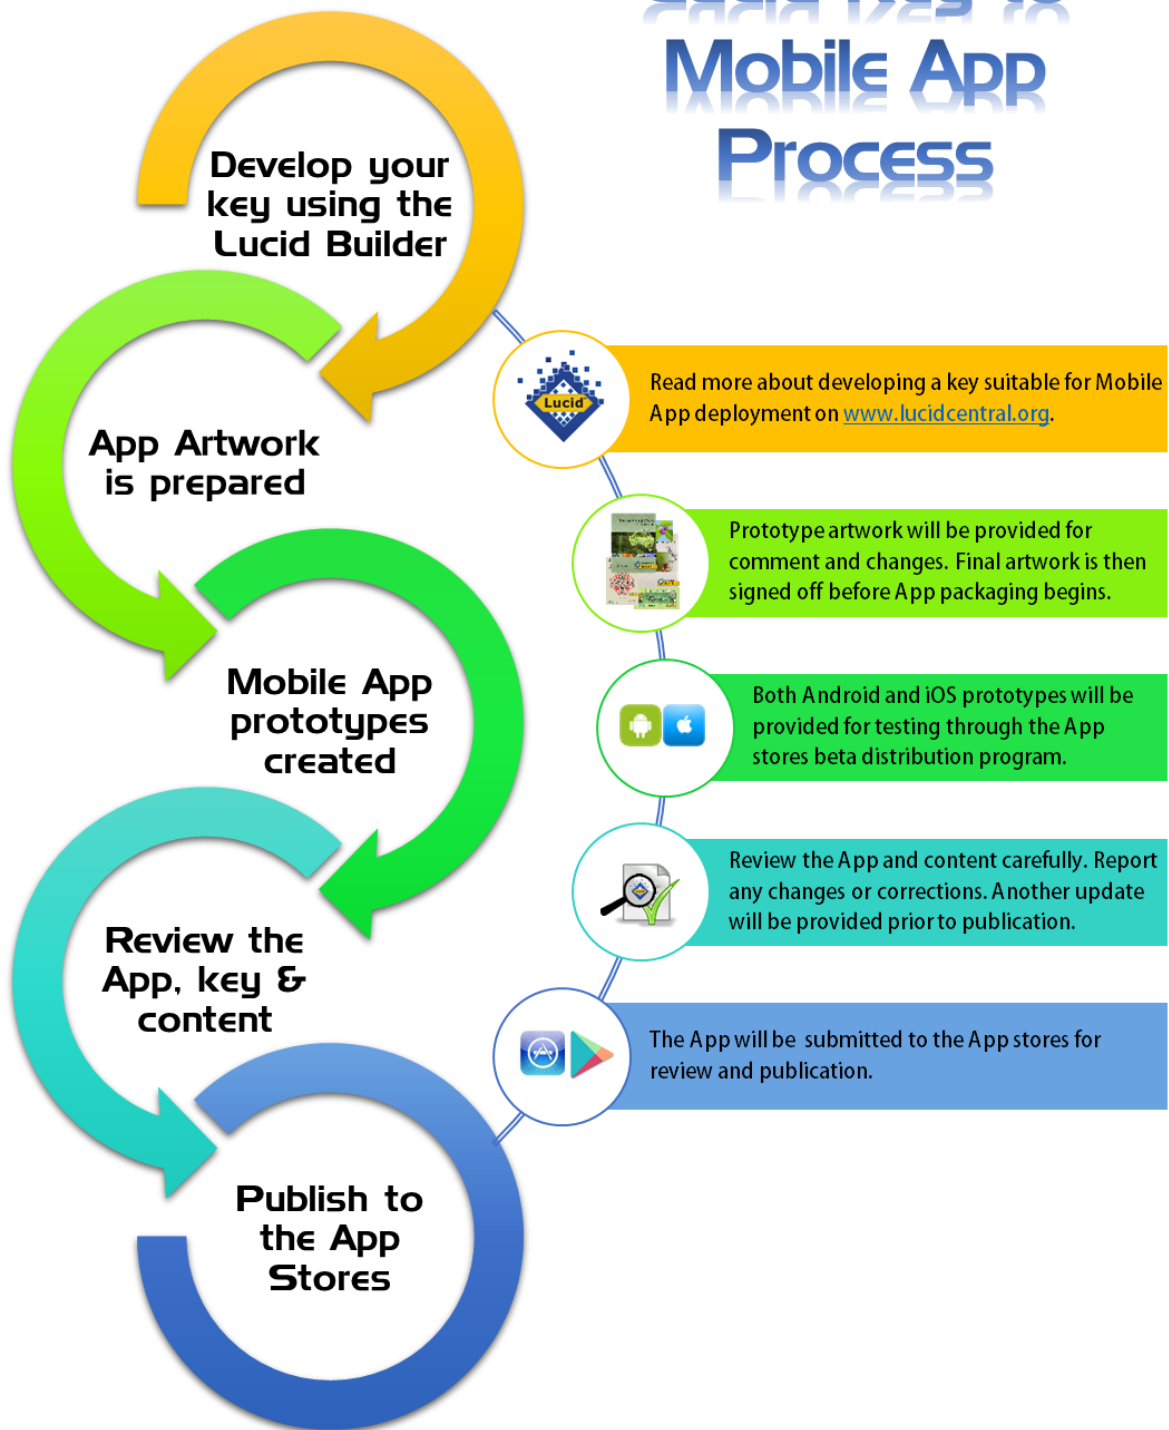 Lucid Key to
Mobile App
Process
Develop your
key using the
Lucid Builder
App Artwork
is prepared
Mobile App
prototypes
created
Review the
App, key &
content
Publish to
the App
Stores
Lucid
Read more about developing a key suitable for Mobile
App deployment on www.lucidcentral.org.
Prototype artwork will be provided for
comment and changes. Final artwork is then
signed off before App packaging begins.
Both Android and iOS prototypes will be
provided for testing through the App
stores beta distribution program.
Review the App and content carefully. Report
any changes or corrections. Another update
will be provided prior to publication.
The App will be submitted to the App stores for
review and publication.